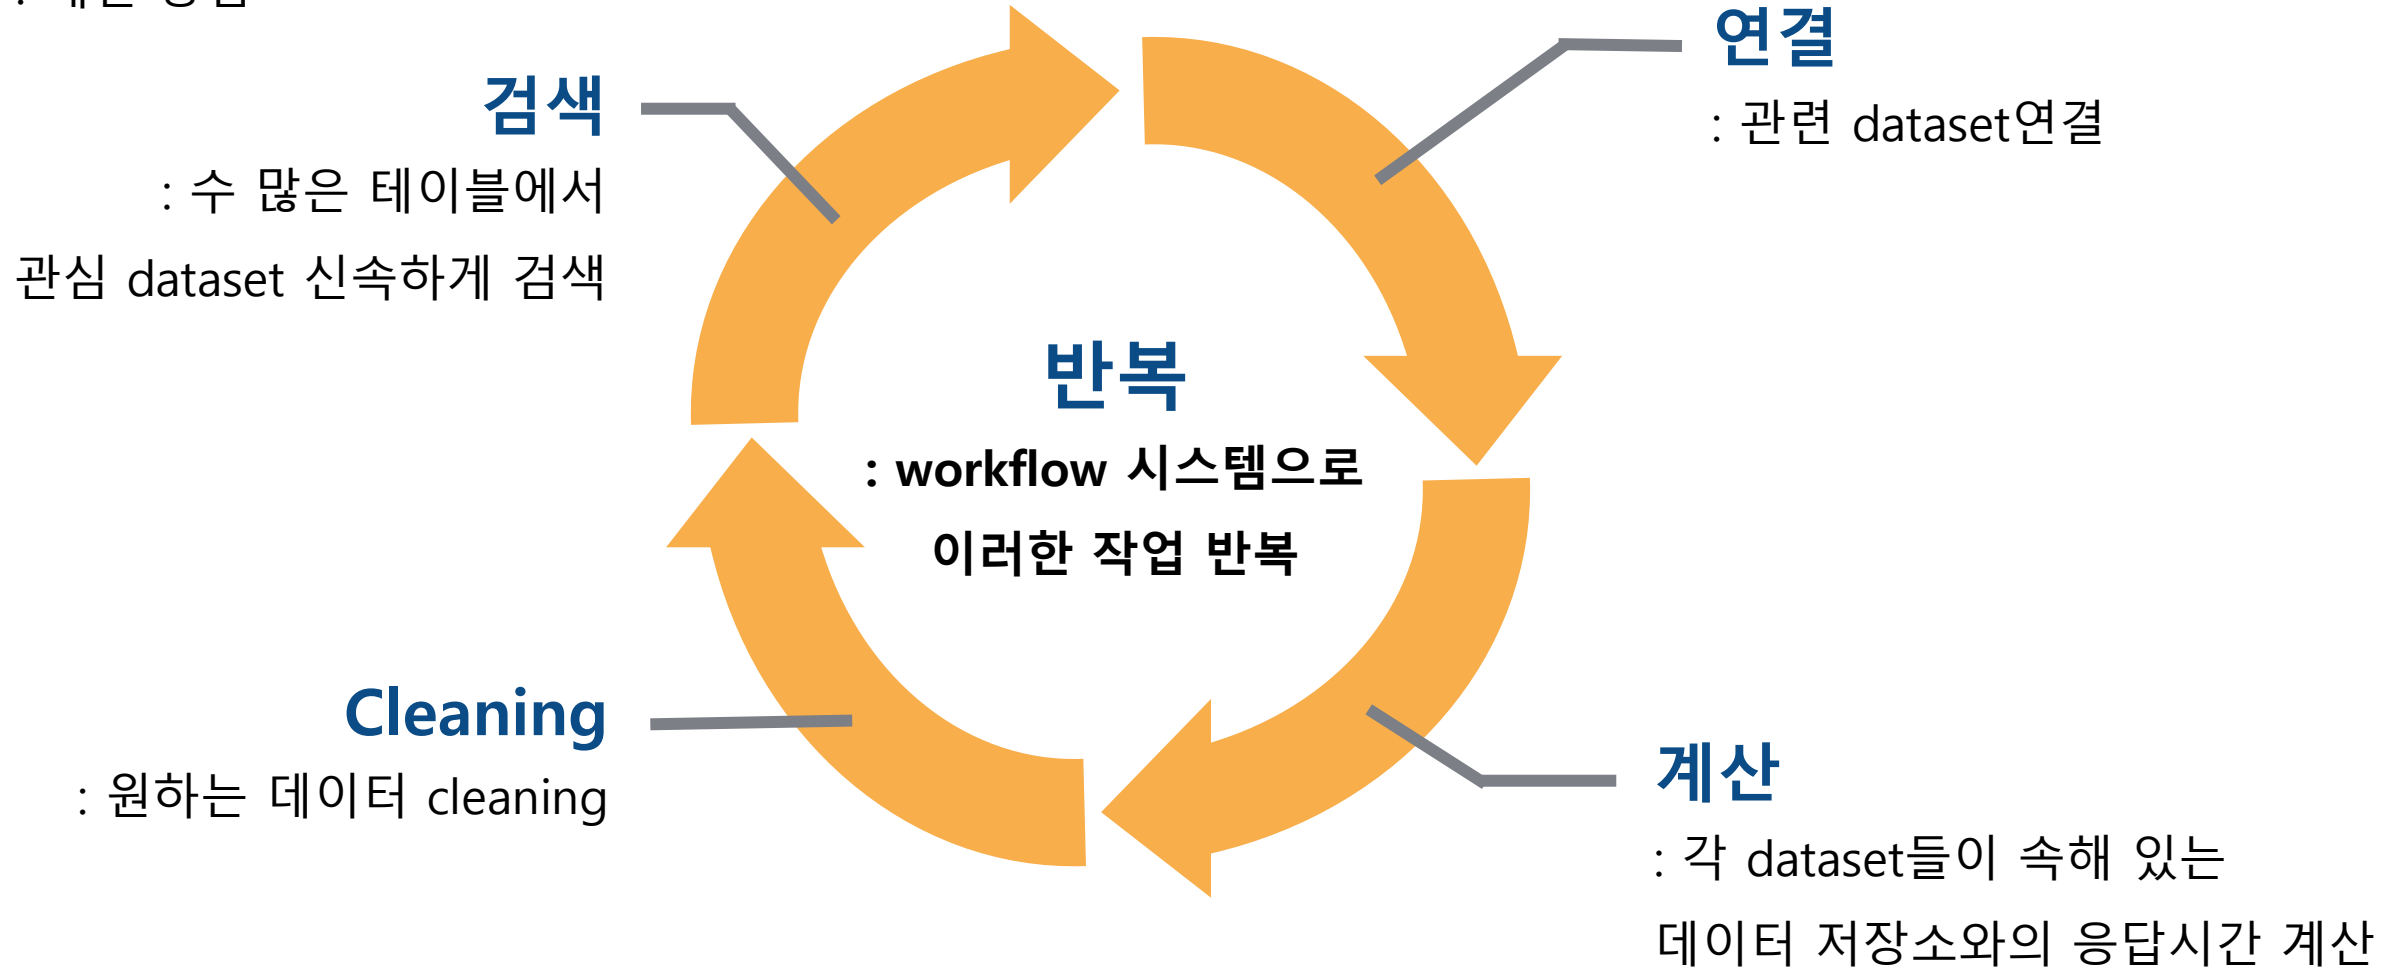 검색
: 수 많은 테이블에서
관심 dataset 신속하게 검색
연결
: 관련 dataset연결
반복
: workflow 시스템으로
이러한 작업 반복
Cleaning
: 원하는 데이터 cleaning
계산
: 각 dataset들이 속해 있는
데이터 저장소와의 응답시간 계산